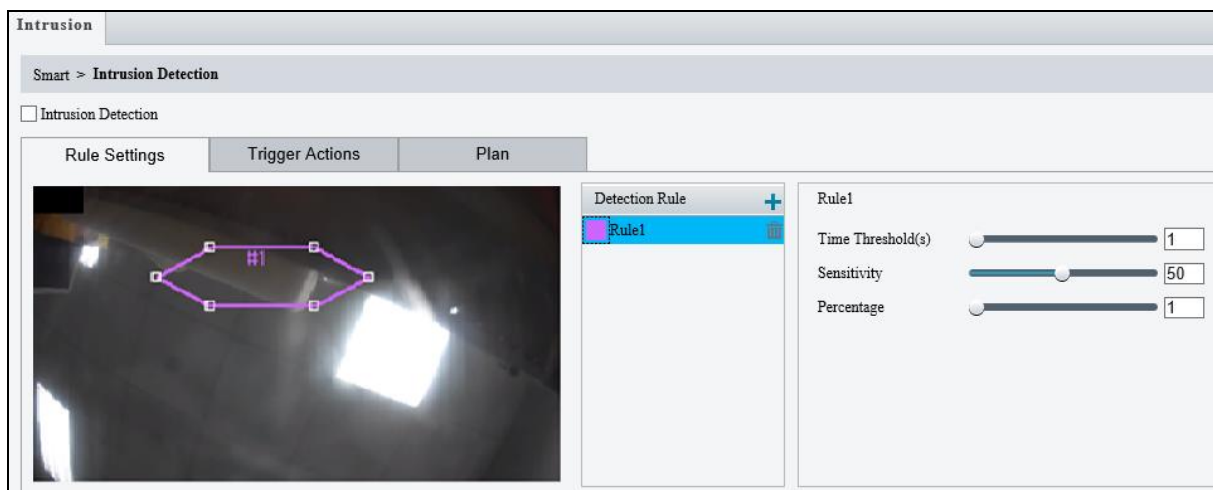 Intrusion
Smart > Intrusion Detection
Intrusion Detection
Rule Settings
Trigger Actions
Plan
#1
Detection Rule
Rule1
Rule1
Time Threshold(s) 1
Sensitivity 50
Percentage 1